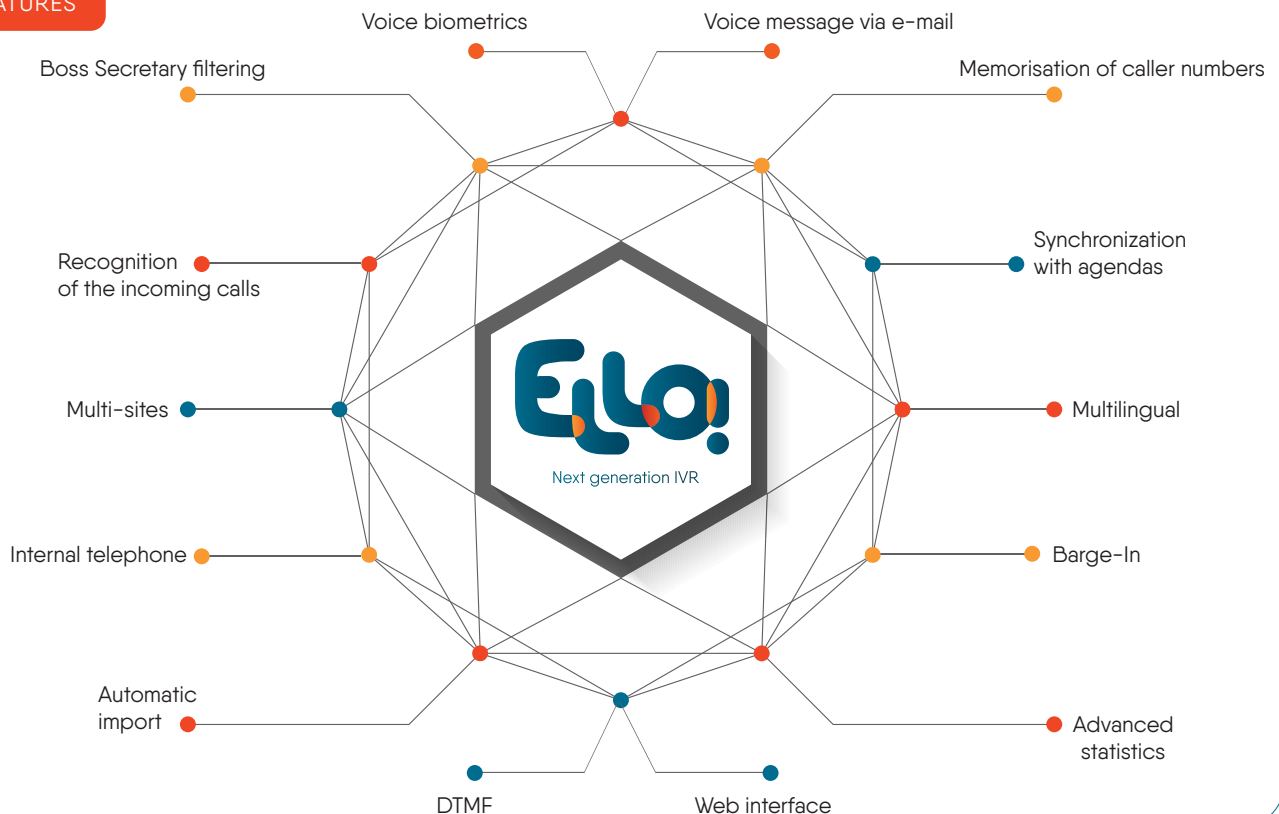 ATURES
Voice biometrics
Voice message via e-mail
Boss Secretary filtering
Memorisation of caller numbers
Recognition
of the incoming calls
Synchronization
with agendas
ELLO!
Next generation IVR
Multi-sites
Multilingual
Internal telephone
Barge-In
Automatic
import
Advanced
statistics
DTMF
Web interface